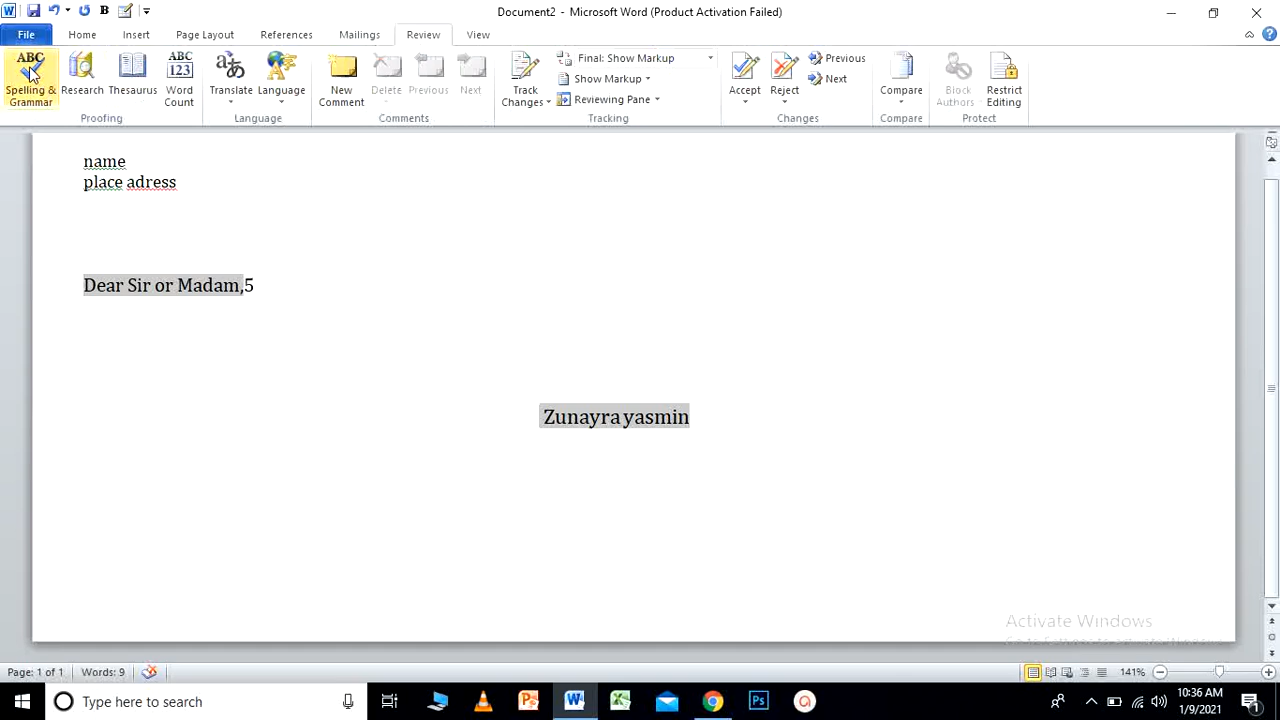 Document2 - Microsoft Word (Product Activation Failed)
File Home Insert Page Layout References Mailings Review View
Spelling & Grammar
Research
Thesaurus
Word Count
Translate
Language
New Comment
Delete
Previous
Next
Track Changes
Final: Show Markup
Show Markup
Reviewing Pane
Accept
Reject
Previous
Next
Compare
Block Authors
Restrict Editing
Proofing Language Comments Tracking Changes Compare Protect
name
place adress
Dear Sir or Madam,5
Zunayra yasmin
Activate Windows
Page: 1 of 1 Words: 9 141%
Type here to search
10:36 AM
1/9/2021